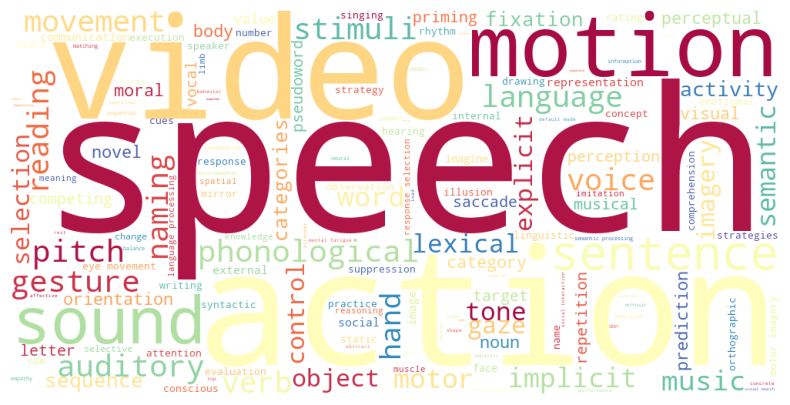 movement
communication
execution
singing
value
body
number
speaker
priming
rhythm
stimuli
fixation
eating
perceptual
video
motion
matching
limb
behavior
information
vocal
moral
cues
pseudoword
strategy
drawing
representation
language
internal
concept
default mode
activity
emotional
visual
reading
selection
novel
meaning
competing
naming
language processing
categories
response
spatial
mirror
hearing
neural
speech
imagine
observation
word
response selection
explicit
perception
voice
illusion
imitation
saccade
musical
imagery
comprehension
semantic
pitch
change
balance
eye movement
phonological
knowledge
mental fatigue
external
lexical
linguistic
category
semantic processing
sentence
strategies
gesture
rest
affective
orientation
writing
syntactic
suppression
control
practice
reasoning
social
static
abstract
image
hand
target
tone
gaze
noun
shape
action
name
social interaction
repetition
prediction
orthographic
motor imagery
sound
letter
selective
attention
auditory
sequence
conscious
evaluation
top
verb
object
muscle
motor
face
empathic
implicit
difficult
music
concrete
visual search
empathy